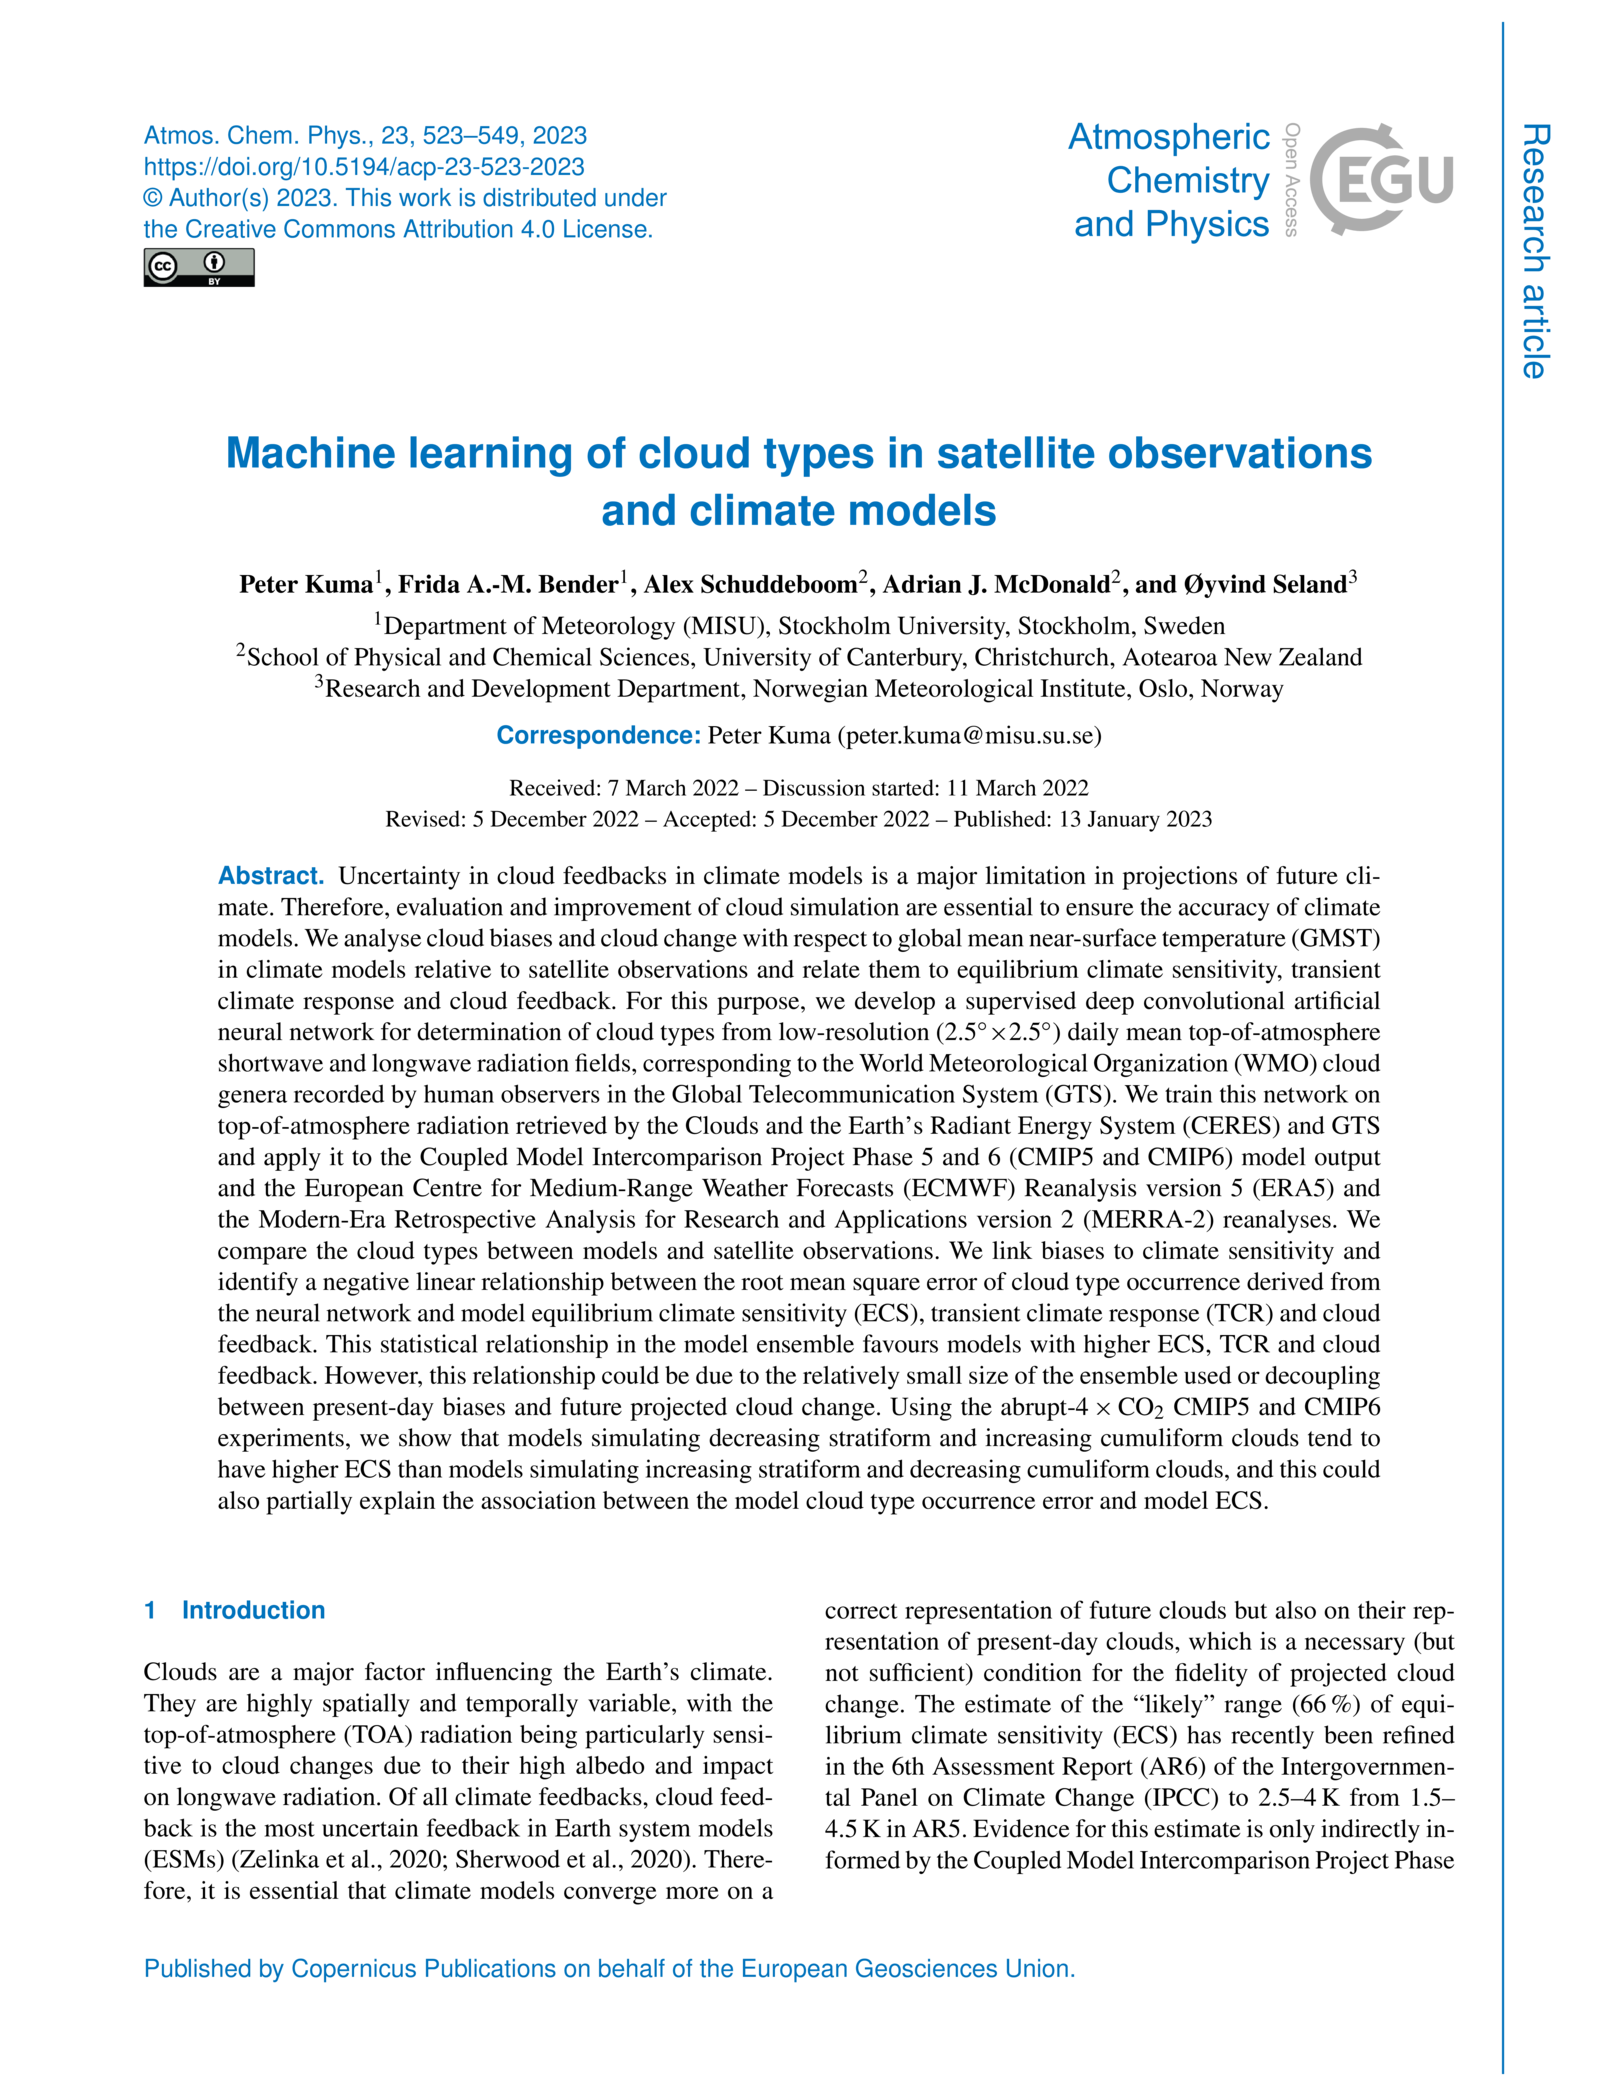 Atmos. Chem. Phys., 23, 523–549, 2023
https://doi.org/10.5194/acp-23-523-2023
© Author(s) 2023. This work is distributed under
the Creative Commons Attribution 4.0 License.
cc BY
Atmospheric
Chemistry
and Physics
Open Access
EGU
Research article
Machine learning of cloud types in satellite observations
and climate models
Peter Kuma¹, Frida A.-M. Bender¹, Alex Schuddeboom², Adrian J. McDonald², and Øyvind Seland³
¹Department of Meteorology (MISU), Stockholm University, Stockholm, Sweden
²School of Physical and Chemical Sciences, University of Canterbury, Christchurch, Aotearoa New Zealand
³Research and Development Department, Norwegian Meteorological Institute, Oslo, Norway
Correspondence: Peter Kuma (peter.kuma@misu.su.se)
Received: 7 March 2022 – Discussion started: 11 March 2022
Revised: 5 December 2022 – Accepted: 5 December 2022 – Published: 13 January 2023
Abstract. Uncertainty in cloud feedbacks in climate models is a major limitation in projections of future cli-
mate. Therefore, evaluation and improvement of cloud simulation are essential to ensure the accuracy of climate
models. We analyse cloud biases and cloud change with respect to global mean near-surface temperature (GMST)
in climate models relative to satellite observations and relate them to equilibrium climate sensitivity, transient
climate response and cloud feedback. For this purpose, we develop a supervised deep convolutional artificial
neural network for determination of cloud types from low-resolution (2.5° × 2.5°) daily mean top-of-atmosphere
shortwave and longwave radiation fields, corresponding to the World Meteorological Organization (WMO) cloud
genera recorded by human observers in the Global Telecommunication System (GTS). We train this network on
top-of-atmosphere radiation retrieved by the Clouds and the Earth's Radiant Energy System (CERES) and GTS
and apply it to the Coupled Model Intercomparison Project Phase 5 and 6 (CMIP5 and CMIP6) model output
and the European Centre for Medium-Range Weather Forecasts (ECMWF) Reanalysis version 5 (ERA5) and
the Modern-Era Retrospective Analysis for Research and Applications version 2 (MERRA-2) reanalyses. We
compare the cloud types between models and satellite observations. We link biases to climate sensitivity and
identify a negative linear relationship between the root mean square error of cloud type occurrence derived from
the neural network and model equilibrium climate sensitivity (ECS), transient climate response (TCR) and cloud
feedback. This statistical relationship in the model ensemble favours models with higher ECS, TCR and cloud
feedback. However, this relationship could be due to the relatively small size of the ensemble used or decoupling
between present-day biases and future projected cloud change. Using the abrupt-4 × CO₂ CMIP5 and CMIP6
experiments, we show that models simulating decreasing stratiform and increasing cumuliform clouds tend to
have higher ECS than models simulating increasing stratiform and decreasing cumuliform clouds, and this could
also partially explain the association between the model cloud type occurrence error and model ECS.
1 Introduction
Clouds are a major factor influencing the Earth's climate.
They are highly spatially and temporally variable, with the
top-of-atmosphere (TOA) radiation being particularly sensi-
tive to cloud changes due to their high albedo and impact
on longwave radiation. Of all climate feedbacks, cloud feed-
back is the most uncertain feedback in Earth system models
(ESMs) (Zelinka et al., 2020; Sherwood et al., 2020). There-
fore, it is essential that climate models converge more on a
correct representation of future clouds but also on their rep-
resentation of present-day clouds, which is a necessary (but
not sufficient) condition for the fidelity of projected cloud
change. The estimate of the “likely” range (66 %) of equi-
librium climate sensitivity (ECS) has recently been refined
in the 6th Assessment Report (AR6) of the Intergovernmen-
tal Panel on Climate Change (IPCC) to 2.5–4 K from 1.5–
4.5 K in AR5. Evidence for this estimate is only indirectly in-
formed by the Coupled Model Intercomparison Project Phase
Published by Copernicus Publications on behalf of the European Geosciences Union.